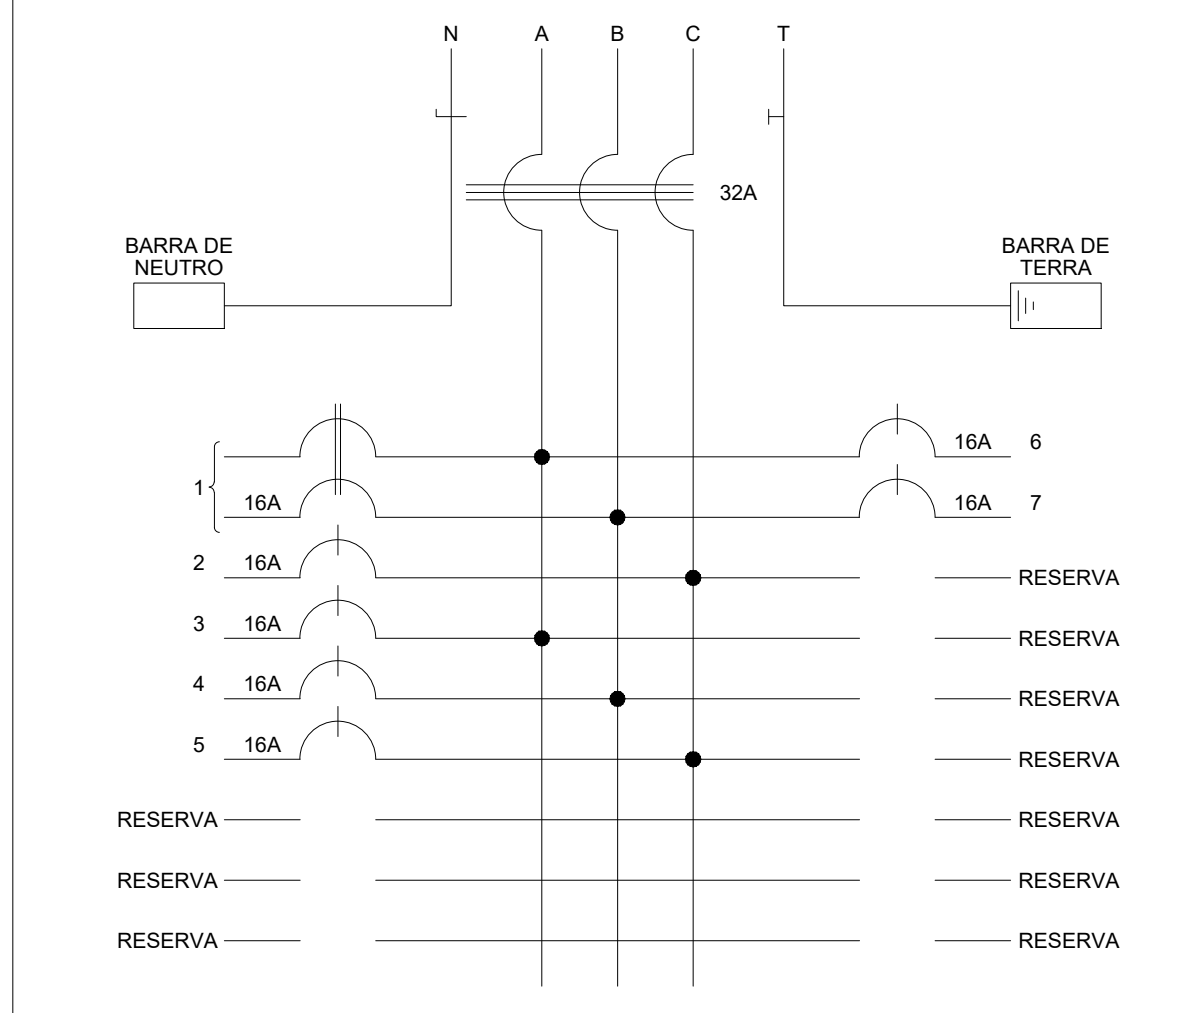 N A B C T
32A
BARRA DE
NEUTRO
BARRA DE
TERRA
16A 6
1
16A
16A 7
2 16A
RESERVA
3 16A
RESERVA
4 16A
RESERVA
5 16A
RESERVA
RESERVA
RESERVA
RESERVA
RESERVA
RESERVA
RESERVA